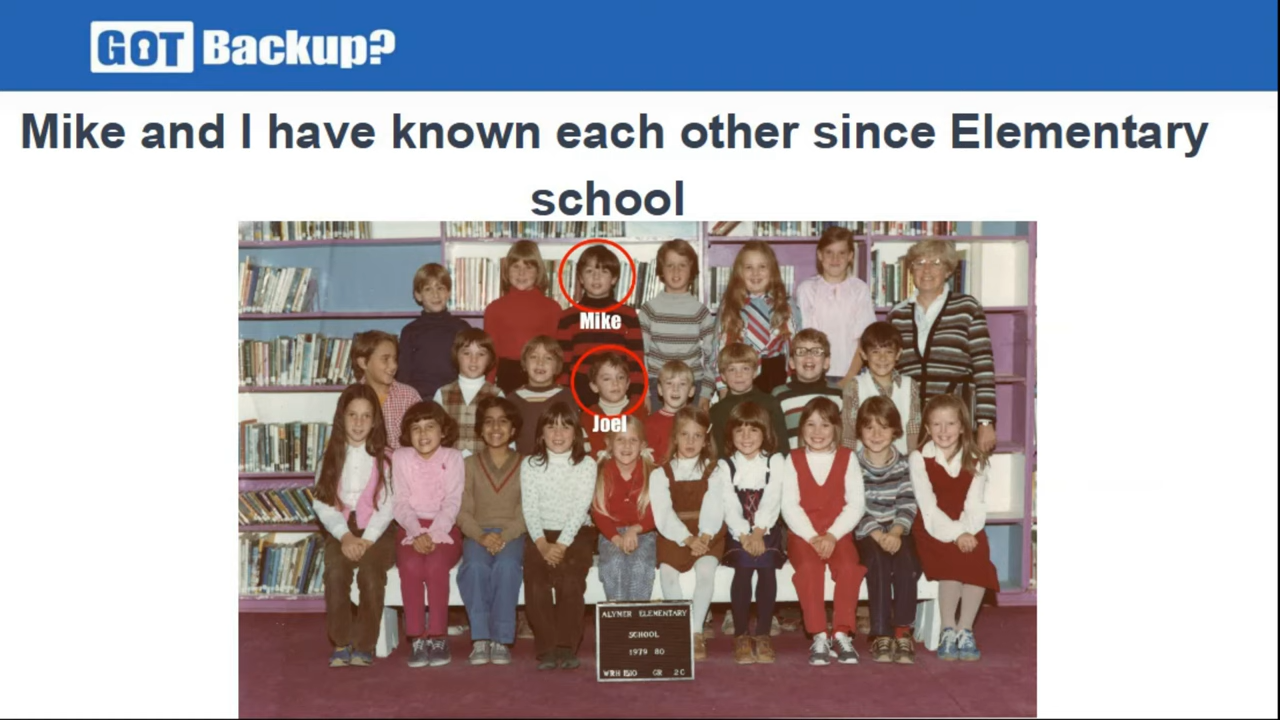 GOT Backup?
Mike and I have known each other since Elementary
school
Mike
Joel
ALYMER ELEMENTARY
SCHOOL
1979 80
GR 2C